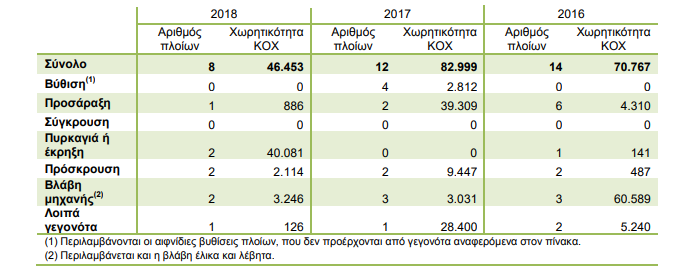 2018 2017 2016
Αριθμός Χωρητικότητα Αριθμός Χωρητικότητα Αριθμός Χωρητικότητα
πλοίων ΚΟΧ πλοίων ΚΟΧ πλοίων ΚΟΧ
Σύνολο 8 46.453 12 82.999 14 70.767
Βύθιση(1) 0 0 4 2.812 0 0
Προσάραξη 1 886 2 39.309 6 4.310
Σύγκρουση 0 0 0 0 0 0
Πυρκαγιά ή
έκρηξη 2 40.081 0 0 1 141
Πρόσκρουση 2 2.114 2 9.447 2 487
Βλάβη
μηχανής(2) 2 3.246 3 3.031 3 60.589
Λοιπά
γεγονότα 1 126 1 28.400 2 5.240
(1) Περιλαμβάνονται οι αιφνίδιες βυθίσεις πλοίων, που δεν προέρχονται από γεγονότα αναφερόμενα στον πίνακα.
(2) Περιλαμβάνεται και η βλάβη έλικα και λέβητα.